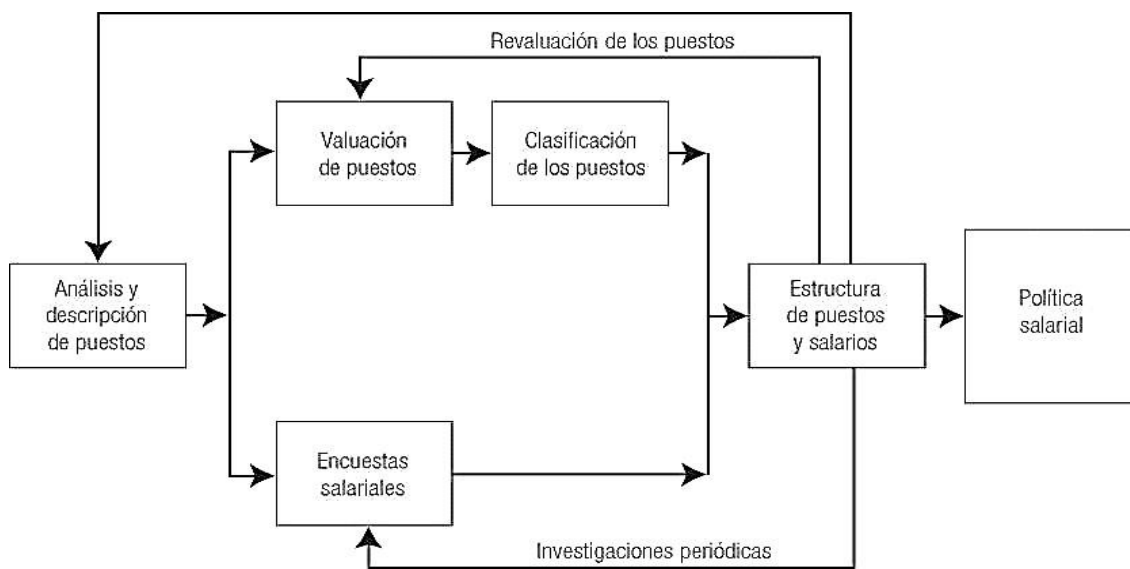 Revaluación de los puestos
Valuación
de puestos
Clasificación
de los puestos
Análisis y
descripción
de puestos
Estructura
de puestos
y salarios
Política
salarial
Encuestas
salariales
Investigaciones periódicas